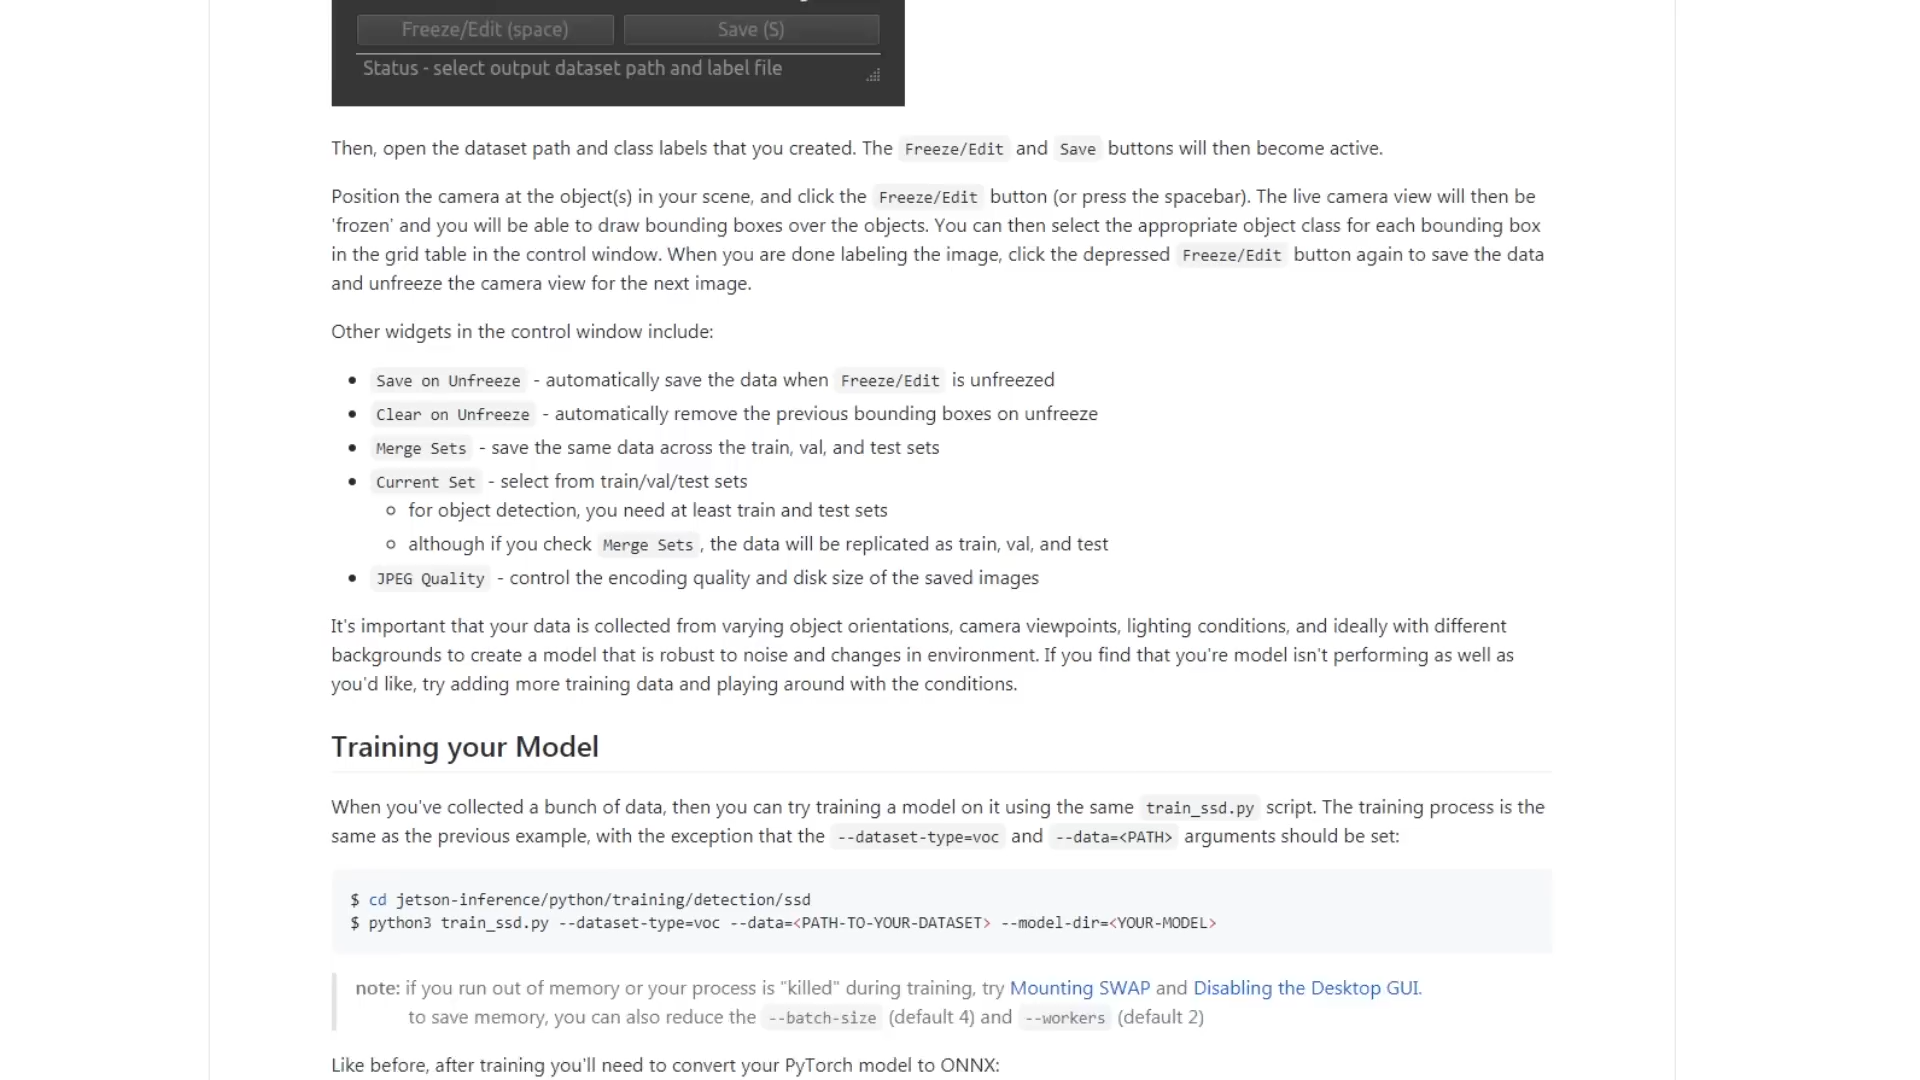 Freeze/Edit (space) Save (S)
Status - select output dataset path and label file
Then, open the dataset path and class labels that you created. The Freeze/Edit and Save buttons will then become active.
Position the camera at the object(s) in your scene, and click the Freeze/Edit button (or press the spacebar). The live camera view will then be
'frozen' and you will be able to draw bounding boxes over the objects. You can then select the appropriate object class for each bounding box
in the grid table in the control window. When you are done labeling the image, click the depressed Freeze/Edit button again to save the data
and unfreeze the camera view for the next image.
Other widgets in the control window include:
• Save on Unfreeze - automatically save the data when Freeze/Edit is unfreezed
• Clear on Unfreeze - automatically remove the previous bounding boxes on unfreeze
• Merge Sets - save the same data across the train, val, and test sets
• Current Set - select from train/val/test sets
○ for object detection, you need at least train and test sets
○ although if you check Merge Sets , the data will be replicated as train, val, and test
• JPEG Quality - control the encoding quality and disk size of the saved images
It's important that your data is collected from varying object orientations, camera viewpoints, lighting conditions, and ideally with different
backgrounds to create a model that is robust to noise and changes in environment. If you find that you're model isn't performing as well as
you'd like, try adding more training data and playing around with the conditions.
Training your Model
When you've collected a bunch of data, then you can try training a model on it using the same train_ssd.py script. The training process is the
same as the previous example, with the exception that the --dataset-type=voc and --data=<PATH> arguments should be set:
$ cd jetson-inference/python/training/detection/ssd
$ python3 train_ssd.py --dataset-type=voc --data=<PATH-TO-YOUR-DATASET> --model-dir=<YOUR-MODEL>
note: if you run out of memory or your process is "killed" during training, try Mounting SWAP and Disabling the Desktop GUI.
to save memory, you can also reduce the --batch-size (default 4) and --workers (default 2)
Like before, after training you'll need to convert your PyTorch model to ONNX: